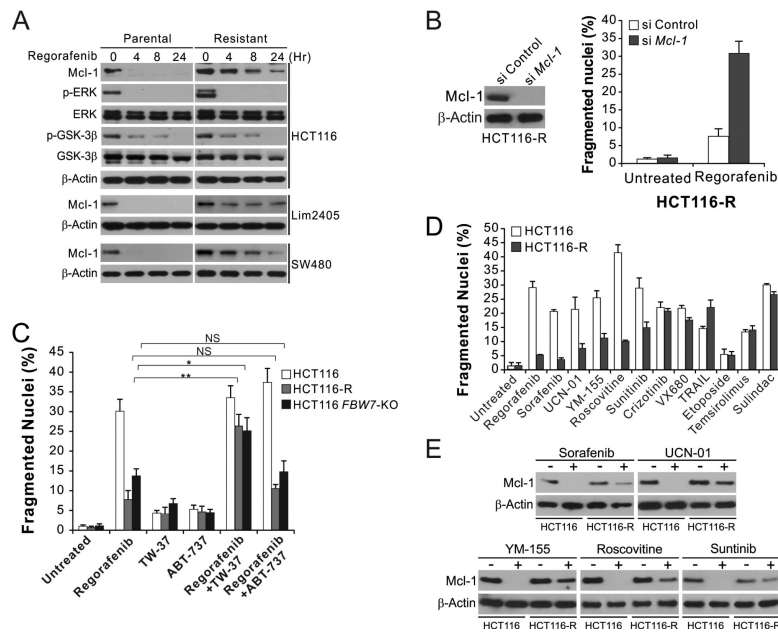 A
Parental Resistant
Regorafenib 0 4 8 24 0 4 8 24 (Hr)
Mcl-1
p-ERK
ERK
p-GSK-3β
HCT116
GSK-3β
β-Actin
Mcl-1
Lim2405
β-Actin
Mcl-1
SW480
β-Actin
B
si Control
si Mcl-1
Mcl-1
β-Actin
HCT116-R
Fragmented nuclei (%)
si Control
si Mcl-1
40
35
30
25
20
15
10
5
0
Untreated Regorafenib
HCT116-R
C
NS
NS
*
**
Fragmented Nuclei (%)
HCT116
HCT116-R
HCT116 FBW7-KO
45
40
35
30
25
20
15
10
5
0
Untreated
Regorafenib
TW-37
ABT-737
Regorafenib
+TW-37
Regorafenib
+ABT-737
D
Fragmented Nuclei (%)
HCT116
HCT116-R
50
45
40
35
30
25
20
15
10
5
0
Untreated
Regorafenib
Sorafenib
UCN-01
YM-155
Roscovitine
Sunitinib
Crizotinib
VX680
TRAIL
Etoposide
Temsirolimus
Sulindac
E
Sorafenib UCN-01
- + - + - + - +
Mcl-1
β-Actin
HCT116 HCT116-R HCT116 HCT116-R
YM-155 Roscovitine Suntinib
- + - + - + - + - + - +
Mcl-1
β-Actin
HCT116 HCT116-R HCT116 HCT116-R HCT116 HCT116-R